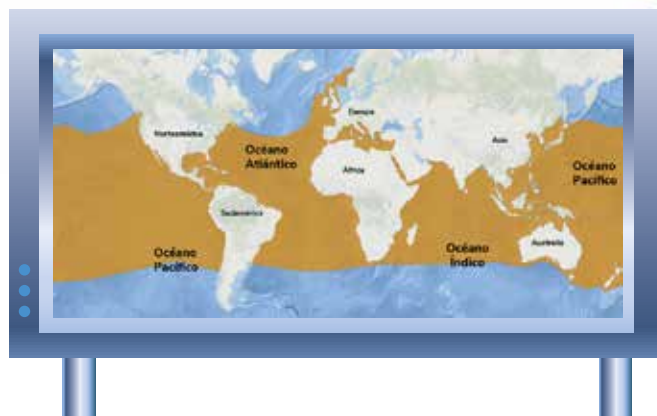 Norteamérica
Europa
Asia
Océano
Atlántico
Océano
Pacífico
África
Sudamérica
Océano
Pacífico
Océano
Índico
Australia